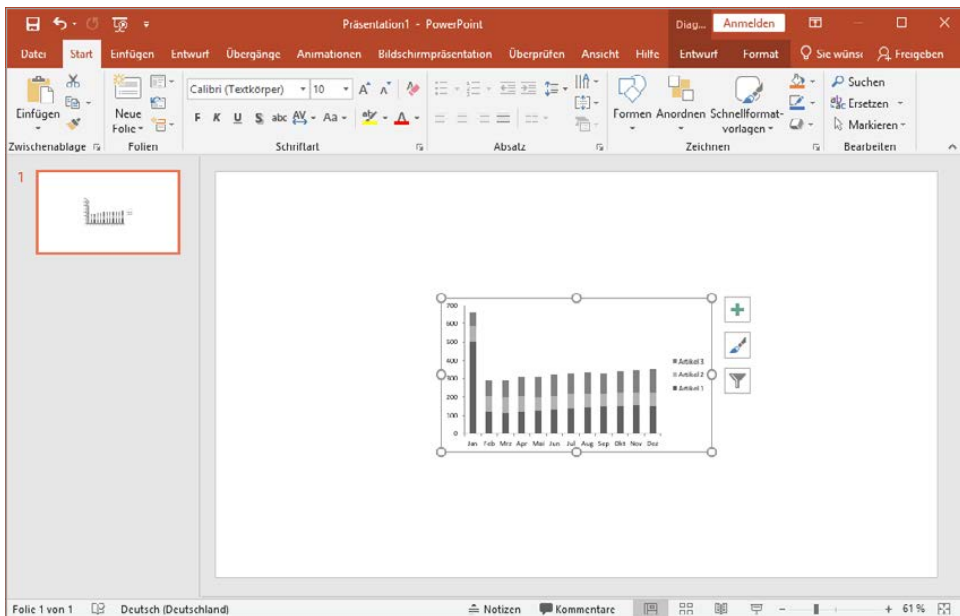 Präsentation1 - PowerPoint
Diag...
Anmelden
Datei Start Einfügen Entwurf Übergänge Animationen Bildschirmpräsentation Überprüfen Ansicht Hilfe Entwurf Format Sie wünsc Freigeben
Einfügen
Neue
Folie
Calibri (Textkörper) 10
F K U S abc AV Aa
Formen Anordnen Schnellformat-
vorlagen
Suchen
Ersetzen
Markieren
Zwischenablage Folien Schriftart Absatz Zeichnen Bearbeiten
1
700
600
500
400
300
200
100
0
Jan Feb Mrz Apr Mai Jun Jul Aug Sep Okt Nov Dez
Artikel 3
Artikel 2
Artikel 1
Folie 1 von 1 Deutsch (Deutschland) Notizen Kommentare 61 %